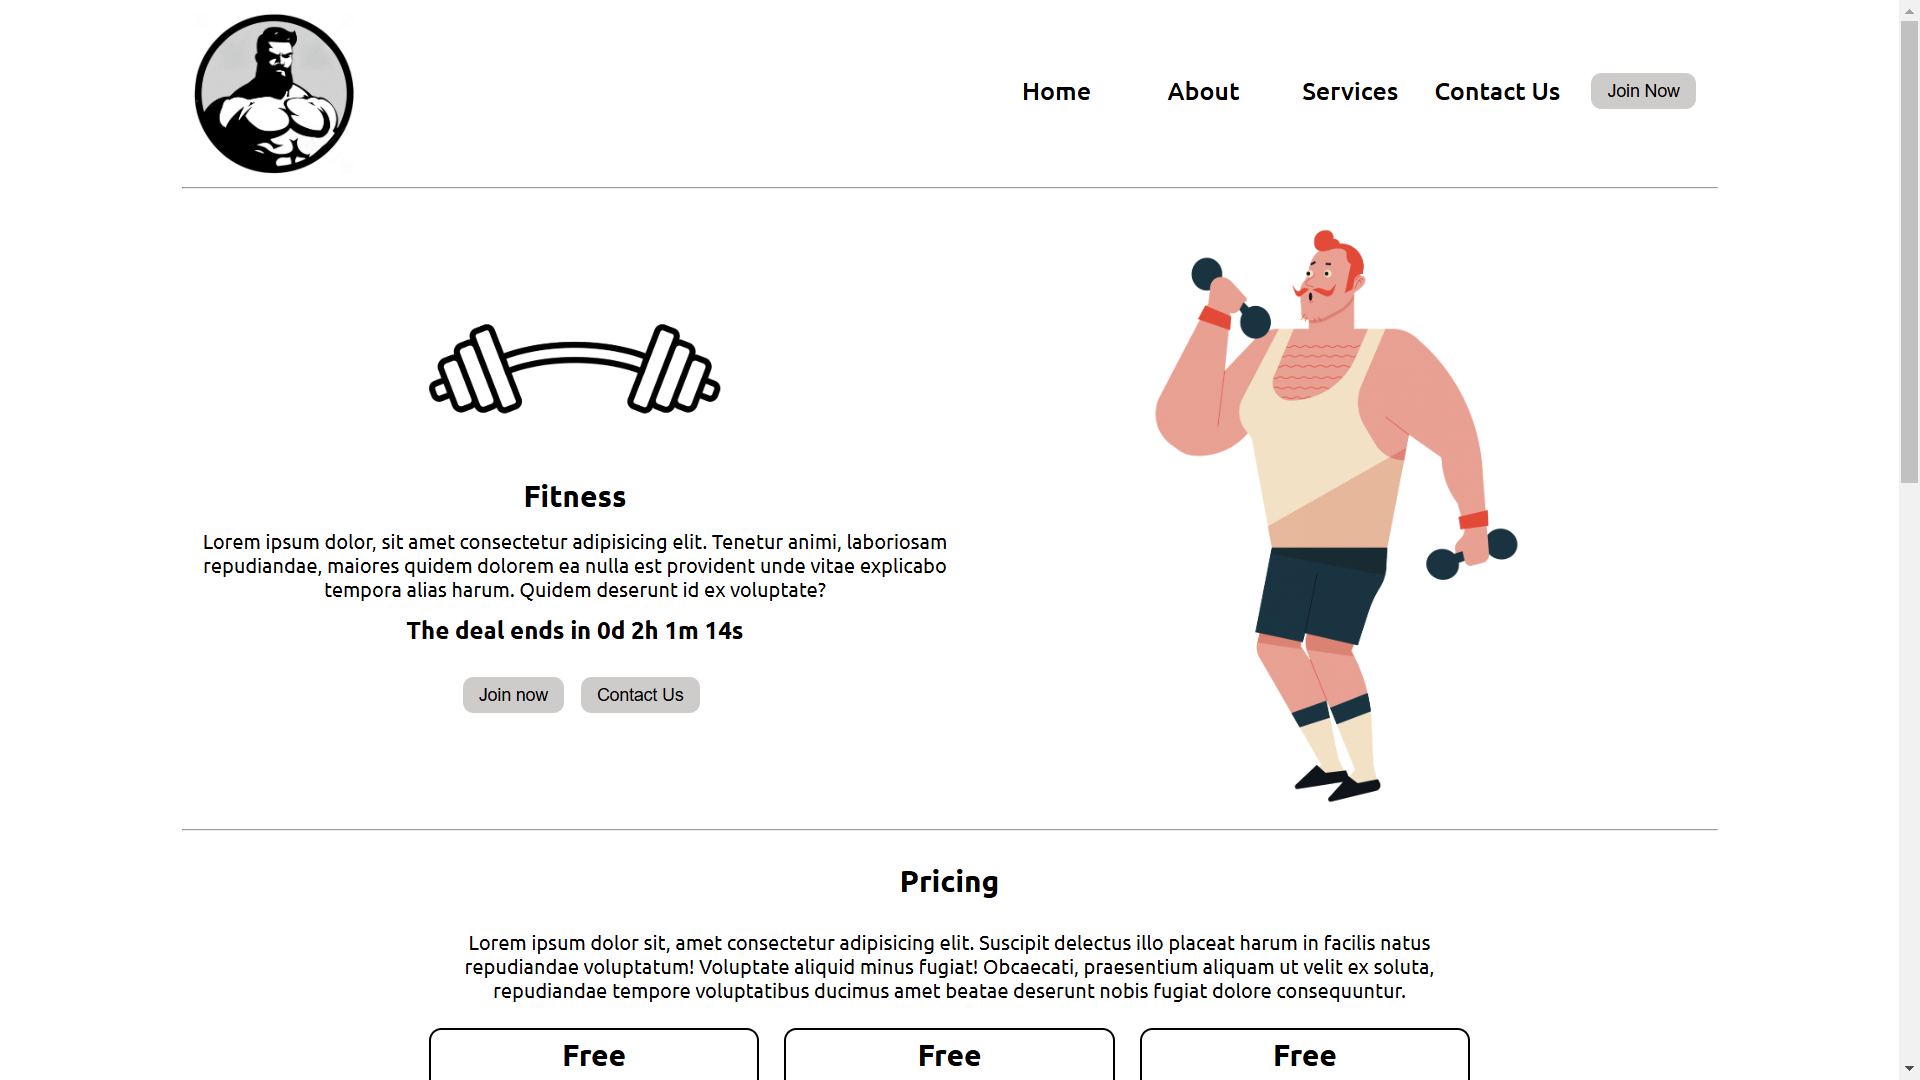 Home About Services Contact Us Join Now
Fitness
Lorem ipsum dolor, sit amet consectetur adipisicing elit. Tenetur animi, laboriosam
repudiandae, maiores quidem dolorem ea nulla est provident unde vitae explicabo
tempora alias harum. Quidem deserunt id ex voluptate?
The deal ends in 0d 2h 1m 14s
Join now Contact Us
Pricing
Lorem ipsum dolor sit, amet consectetur adipisicing elit. Suscipit delectus illo placeat harum in facilis natus
repudiandae voluptatum! Voluptate aliquid minus fugiat! Obcaecati, praesentium aliquam ut velit ex soluta,
repudiandae tempore voluptatibus ducimus amet beatae deserunt nobis fugiat dolore consequuntur.
Free Free Free